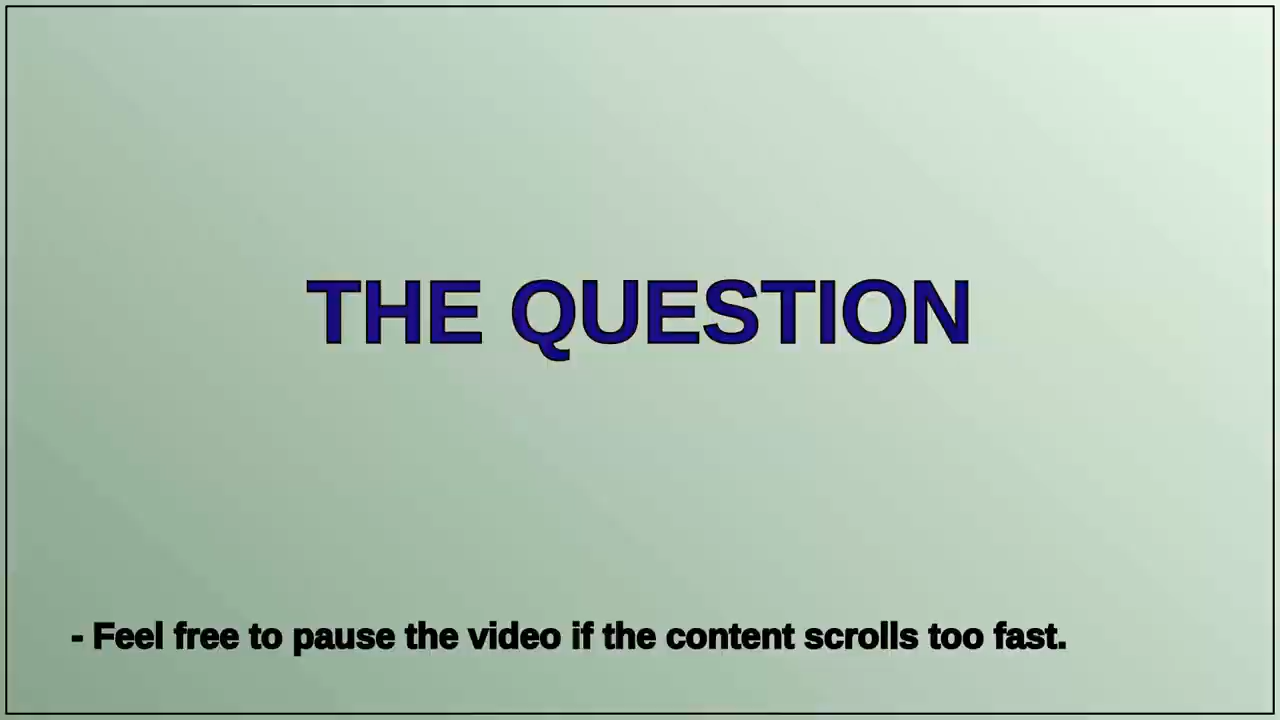 THE QUESTION
- Feel free to pause the video if the content scrolls too fast.